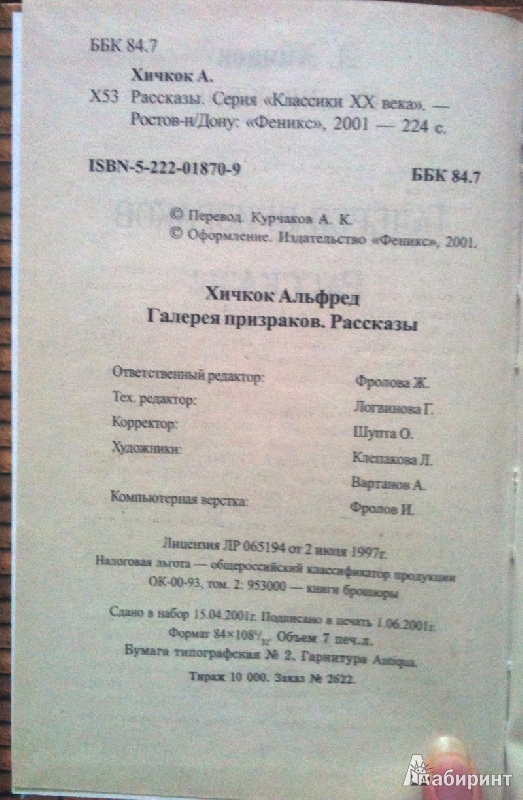 ББК 84.7
Хичкок А.
Х53 Рассказы. Серия «Классики XX века». —
Ростов-н/Дону: «Феникс», 2001 — 224 с.
ISBN-5-222-01870-9
ББК 84.7
© Перевод Курчаков А. К.
© Оформление. Издательство «Феникс», 2001.
Хичкок Альфред
Галерея призраков. Рассказы
Ответственный редактор: Фролова Ж.
Тех. редактор: Логвинова Г.
Корректор: Шупта О.
Художники: Клепакова Л.
Вартанов А.
Компьютерная верстка: Фролов И.
Лицензия ЛР 065194 от 2 июля 1997г.
Налоговая льгота — общероссийский классификатор продукции
ОК-00-93, том. 2: 953000 — книги брошюры
Сдано в набор 15.04.2001г. Подписано в печать 1.06.2001г.
Формат 84×108¹/₃₂. Объем 7 печ.л.
Бумага типографская № 2. Гарнитура Antiqua.
Тираж 10 000. Заказ № 2622.
Лабиринт